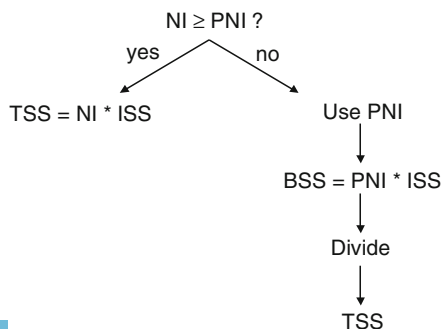 NI ≥ PNI ?
yes
no
TSS = NI * ISS
Use PNI
BSS = PNI * ISS
Divide
TSS